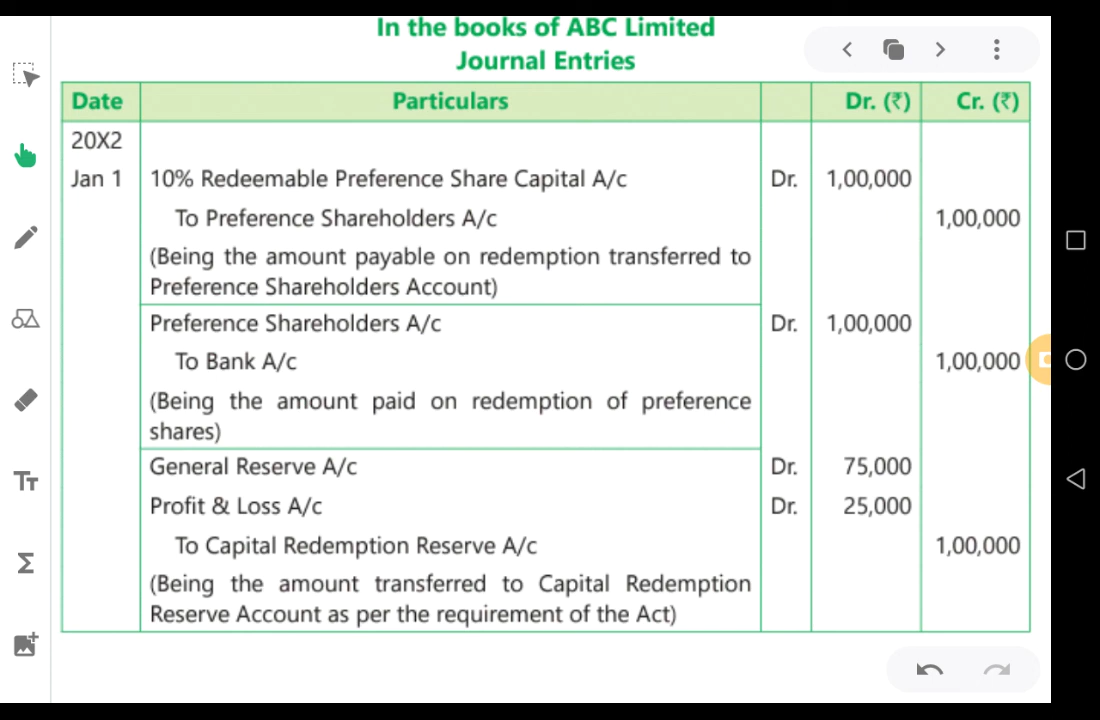 In the books of ABC Limited
Journal Entries
Date Particulars Dr. (₹) Cr. (₹)
20X2
Jan 1 10% Redeemable Preference Share Capital A/c Dr. 1,00,000
To Preference Shareholders A/c 1,00,000
(Being the amount payable on redemption transferred to
Preference Shareholders Account)
Preference Shareholders A/c Dr. 1,00,000
To Bank A/c 1,00,000
(Being the amount paid on redemption of preference
shares)
General Reserve A/c Dr. 75,000
Profit & Loss A/c Dr. 25,000
To Capital Redemption Reserve A/c 1,00,000
(Being the amount transferred to Capital Redemption
Reserve Account as per the requirement of the Act)